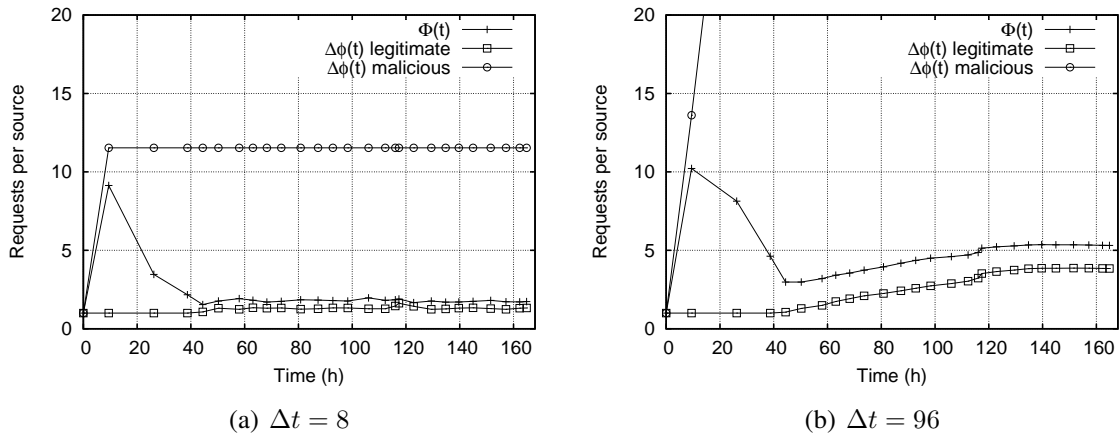 20
15
10
5
0
Requests per source
0 20 40 60 80 100 120 140 160
Time (h)
Φ(t)
Δϕ(t) legitimate
Δϕ(t) malicious
(a) Δt = 8
20
15
10
5
0
Requests per source
0 20 40 60 80 100 120 140 160
Time (h)
Φ(t)
Δϕ(t) legitimate
Δϕ(t) malicious
(b) Δt = 96